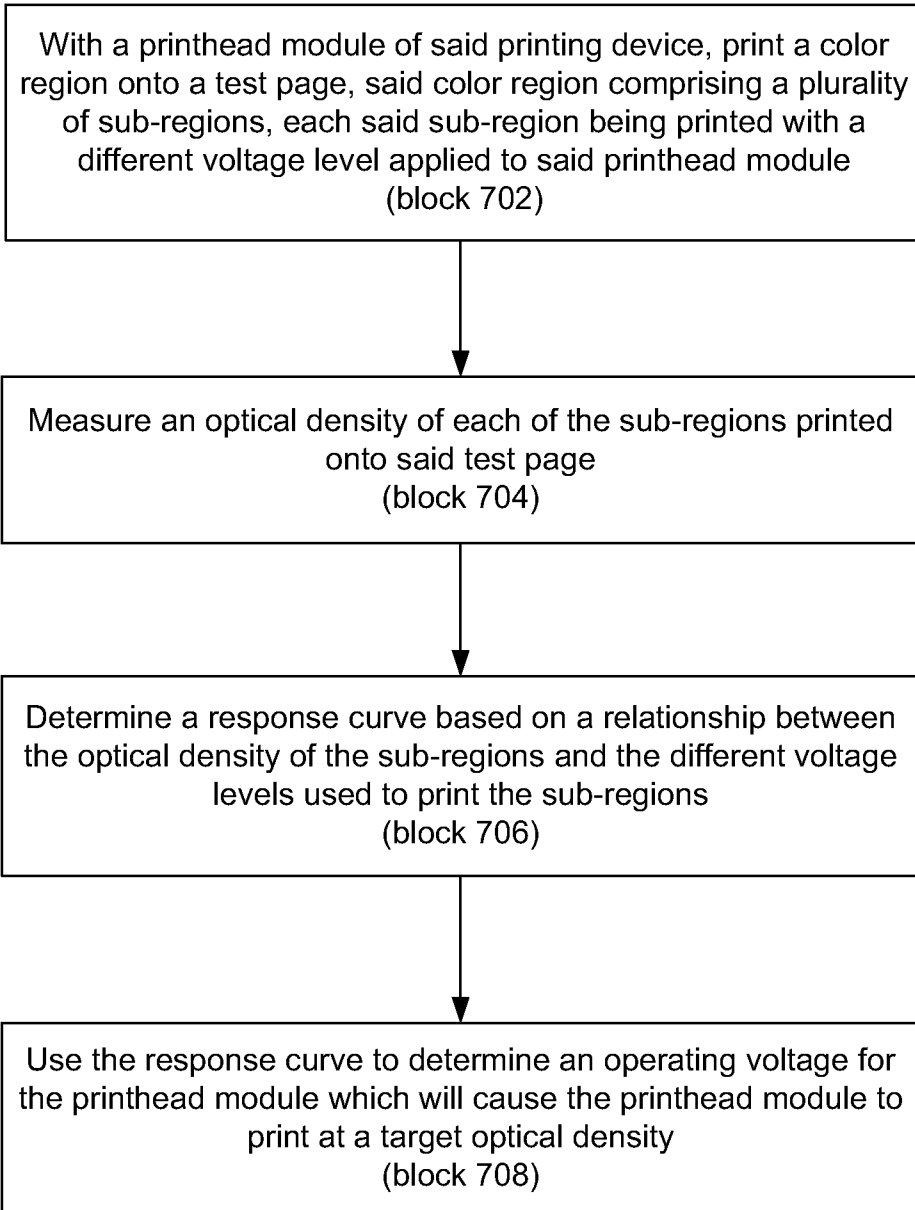 With a printhead module of said printing device, print a color
region onto a test page, said color region comprising a plurality
of sub-regions, each said sub-region being printed with a
different voltage level applied to said printhead module
(block 702)
Measure an optical density of each of the sub-regions printed
onto said test page
(block 704)
Determine a response curve based on a relationship between
the optical density of the sub-regions and the different voltage
levels used to print the sub-regions
(block 706)
Use the response curve to determine an operating voltage for
the printhead module which will cause the printhead module to
print at a target optical density
(block 708)